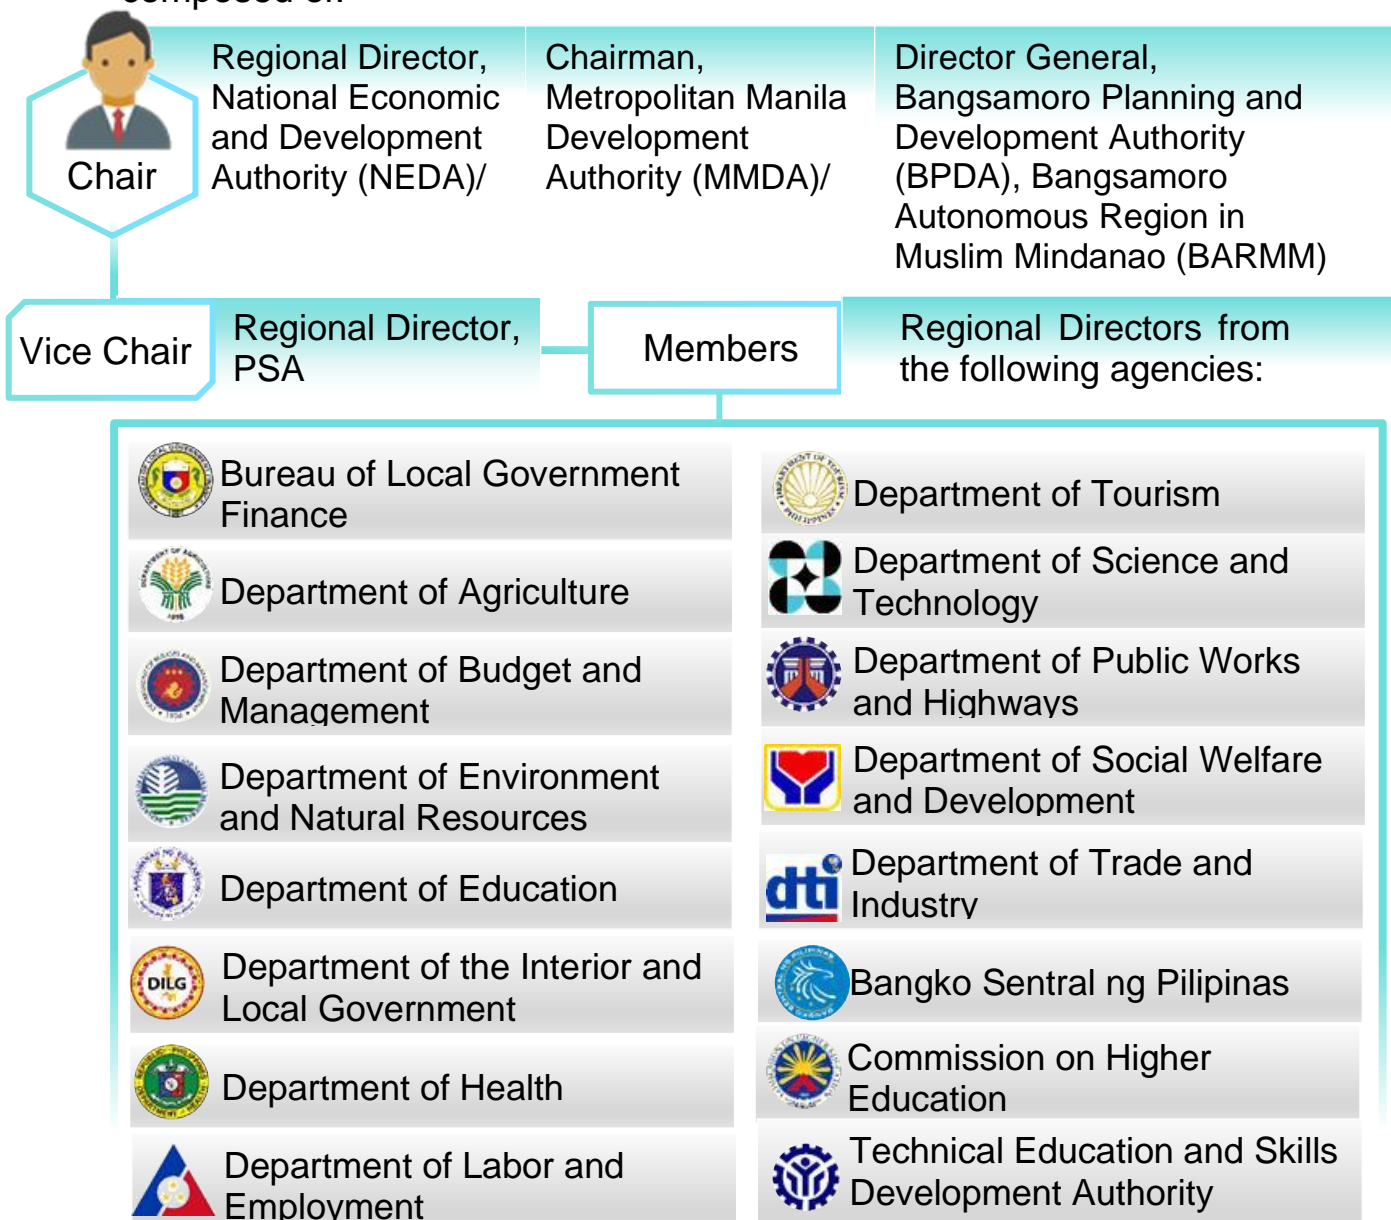 composed of:
Chair
Regional Director,
National Economic
and Development
Authority (NEDA)/
Chairman,
Metropolitan Manila
Development
Authority (MMDA)/
Director General,
Bangsamoro Planning and
Development Authority
(BPDA), Bangsamoro
Autonomous Region in
Muslim Mindanao (BARMM)
Vice Chair
Regional Director,
PSA
Members
Regional Directors from
the following agencies:
Bureau of Local Government
Finance
Department of Agriculture
Department of Budget and
Management
Department of Environment
and Natural Resources
Department of Education
DILG
Department of the Interior and
Local Government
Department of Health
Department of Labor and
Employment
Department of Tourism
Department of Science and
Technology
Department of Public Works
and Highways
Department of Social Welfare
and Development
dti
Department of Trade and
Industry
Bangko Sentral ng Pilipinas
Commission on Higher
Education
Technical Education and Skills
Development Authority